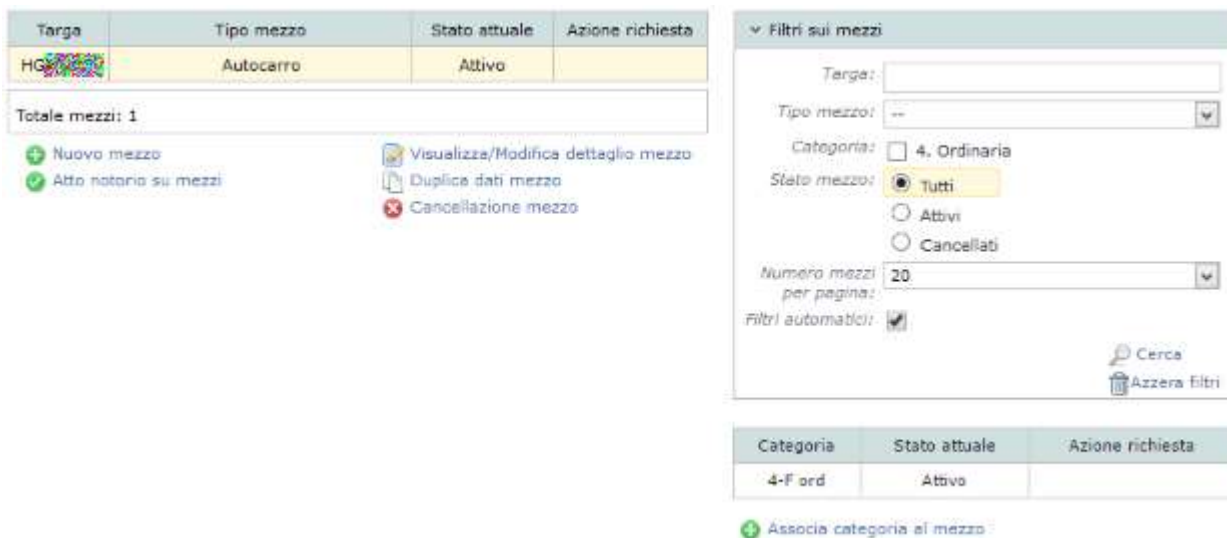 Targa Tipo mezzo Stato attuale Azione richiesta
HG Autocarro Attivo
Totale mezzi: 1
Nuovo mezzo
Atto notorio su mezzi
Visualizza/Modifica dettaglio mezzo
Duplica dati mezzo
Cancellazione mezzo
Filtri sui mezzi
Targa:
Tipo mezzo: --
Categoria: 4. Ordinaria
Stato mezzo: Tutti
Attivi
Cancellati
Numero mezzi
per pagina: 20
Filtri automatici:
Cerca
Azzera filtri
Categoria Stato attuale Azione richiesta
4-F ord Attivo
Associa categoria al mezzo